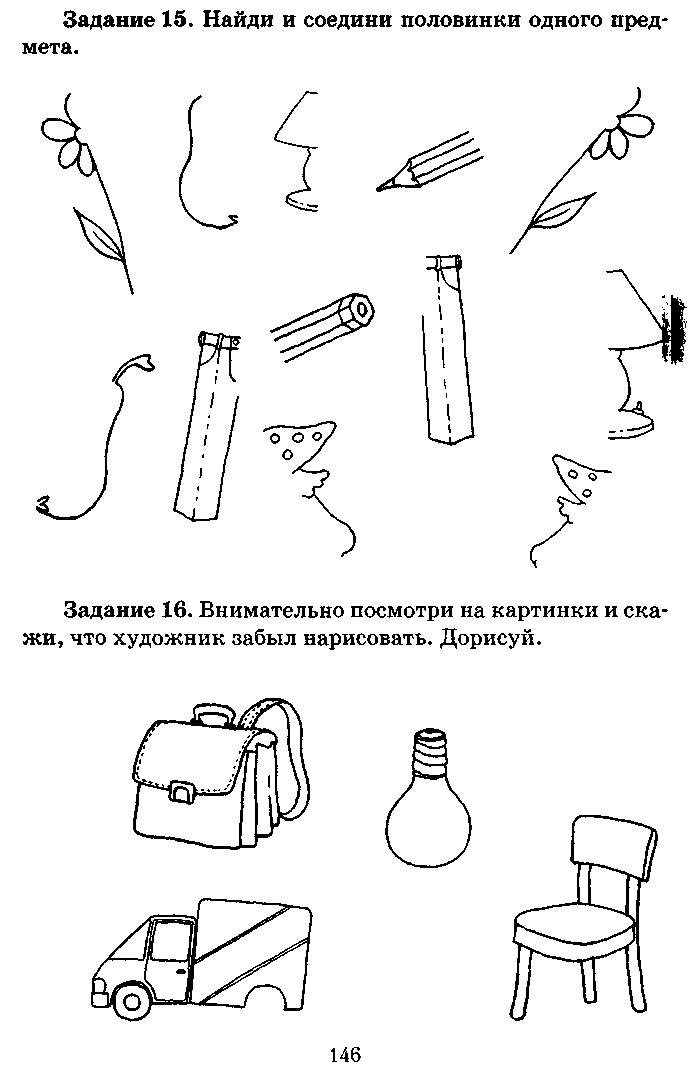 Задание 15. Найди и соедини половинки одного пред-
мета.
Задание 16. Внимательно посмотри на картинки и ска-
жи, что художник забыл нарисовать. Дорисуй.
146